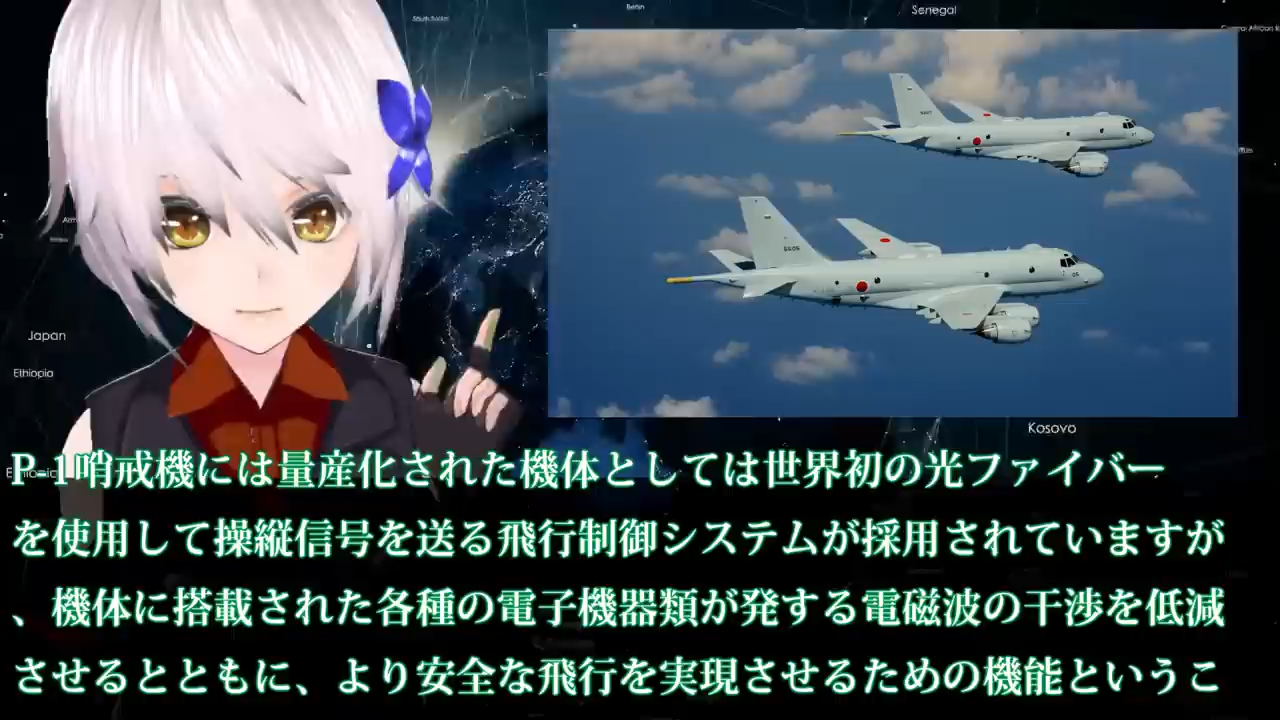 Benin
South Sudan
Senegal
Japan
Ethiopia
Kosovo
P-1哨戒機には量産化された機体としては世界初の光ファイバー
を使用して操縦信号を送る飛行制御システムが採用されていますが
、機体に搭載された各種の電子機器類が発する電磁波の干渉を低減
させるとともに、より安全な飛行を実現させるための機能というこ